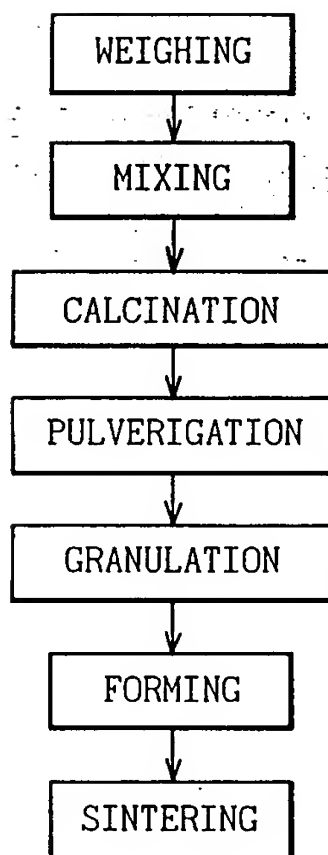 WEIGHING
MIXING
CALCINATION
PULVERIGATION
GRANULATION
FORMING
SINTERING